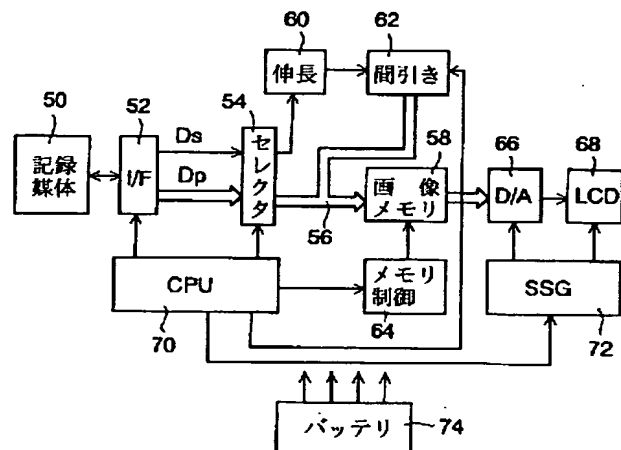 60
62
伸長
間引き
50
52
54
58
66
68
記録
媒体
I/F
Ds
Dp
セレクタ
56
画像
メモリ
D/A
LCD
CPU
メモリ
制御
64
SSG
70
72
バッテリ
74